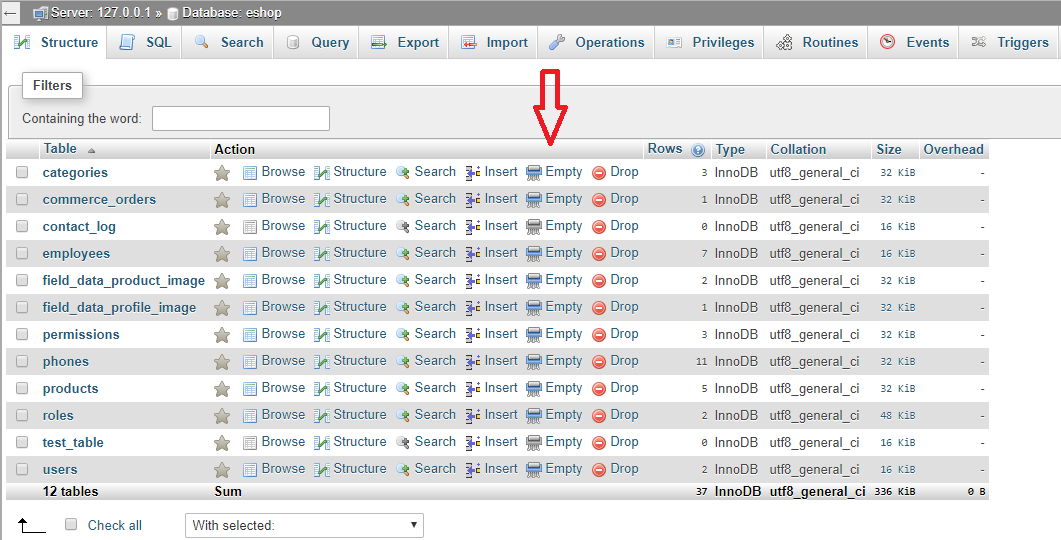 Server: 127.0.0.1 » Database: eshop
Structure SQL Search Query Export Import Operations Privileges Routines Events Triggers
Filters
Containing the word:
Table Action Rows Type Collation Size Overhead
categories Browse Structure Search Insert Empty Drop 3 InnoDB utf8_general_ci 32 KiB -
commerce_orders Browse Structure Search Insert Empty Drop 1 InnoDB utf8_general_ci 32 KiB -
contact_log Browse Structure Search Insert Empty Drop 0 InnoDB utf8_general_ci 16 KiB -
employees Browse Structure Search Insert Empty Drop 7 InnoDB utf8_general_ci 16 KiB -
field_data_product_image Browse Structure Search Insert Empty Drop 2 InnoDB utf8_general_ci 32 KiB -
field_data_profile_image Browse Structure Search Insert Empty Drop 1 InnoDB utf8_general_ci 32 KiB -
permissions Browse Structure Search Insert Empty Drop 3 InnoDB utf8_general_ci 32 KiB -
phones Browse Structure Search Insert Empty Drop 11 InnoDB utf8_general_ci 32 KiB -
products Browse Structure Search Insert Empty Drop 5 InnoDB utf8_general_ci 32 KiB -
roles Browse Structure Search Insert Empty Drop 2 InnoDB utf8_general_ci 48 KiB -
test_table Browse Structure Search Insert Empty Drop 0 InnoDB utf8_general_ci 16 KiB -
users Browse Structure Search Insert Empty Drop 2 InnoDB utf8_general_ci 16 KiB -
12 tables Sum 37 InnoDB utf8_general_ci 336 KiB 0 B
Check all With selected: